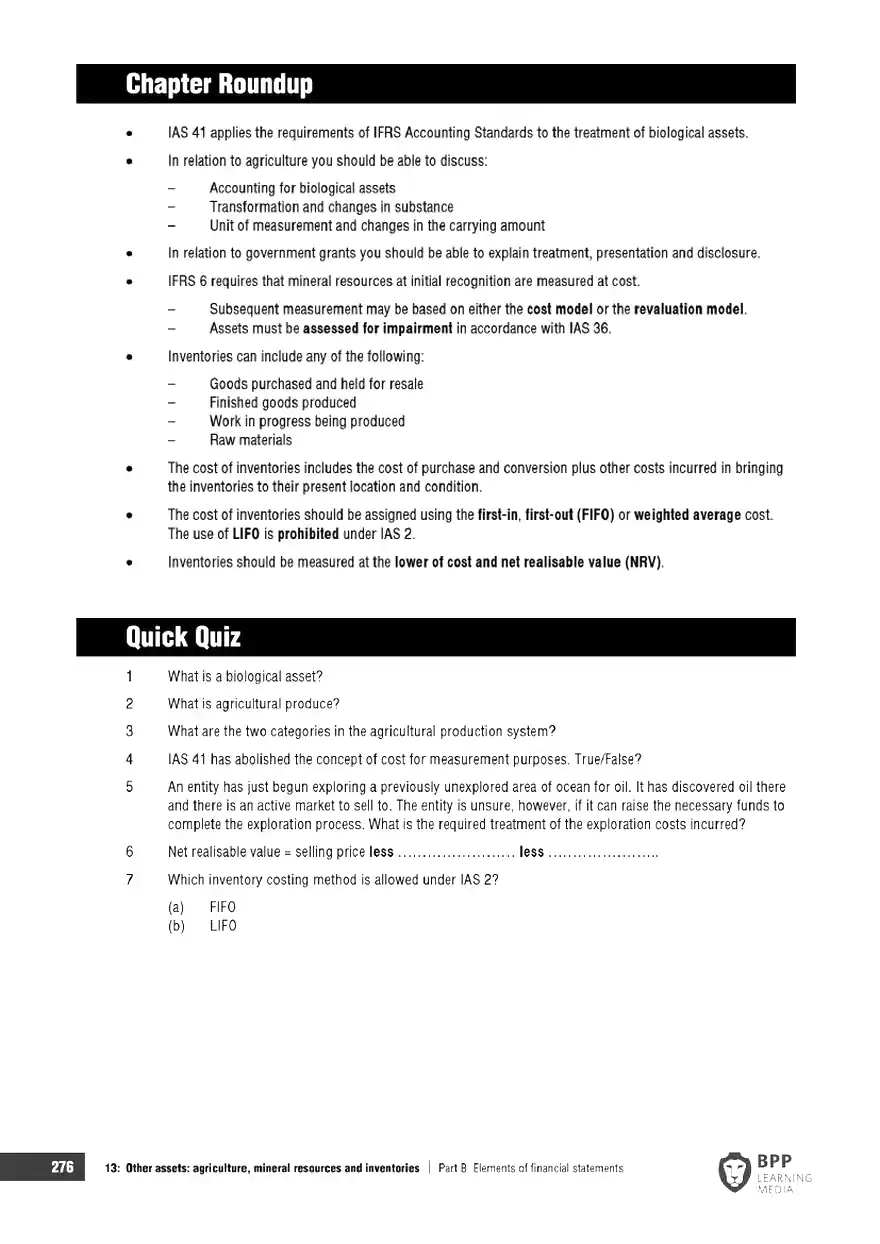 Chapter Roundup
• IAS 41 applies the requirements of IFRS Accounting Standards to the treatment of biological assets.
• In relation to agriculture you should be able to discuss:
– Accounting for biological assets
– Transformation and changes in substance
– Unit of measurement and changes in the carrying amount
• In relation to government grants you should be able to explain treatment, presentation and disclosure.
• IFRS 6 requires that mineral resources at initial recognition are measured at cost.
– Subsequent measurement may be based on either the cost model or the revaluation model.
– Assets must be assessed for impairment in accordance with IAS 36.
• Inventories can include any of the following:
– Goods purchased and held for resale
– Finished goods produced
– Work in progress being produced
– Raw materials
• The cost of inventories includes the cost of purchase and conversion plus other costs incurred in bringing
the inventories to their present location and condition.
• The cost of inventories should be assigned using the first-in, first-out (FIFO) or weighted average cost.
The use of LIFO is prohibited under IAS 2.
• Inventories should be measured at the lower of cost and net realisable value (NRV).
Quick Quiz
1 What is a biological asset?
2 What is agricultural produce?
3 What are the two categories in the agricultural production system?
4 IAS 41 has abolished the concept of cost for measurement purposes. True/False?
5 An entity has just begun exploring a previously unexplored area of ocean for oil. It has discovered oil there
and there is an active market to sell to. The entity is unsure, however, if it can raise the necessary funds to
complete the exploration process. What is the required treatment of the exploration costs incurred?
6 Net realisable value = selling price less ........................ less .......................
7 Which inventory costing method is allowed under IAS 2?
(a) FIFO
(b) LIFO
276 13: Other assets: agriculture, mineral resources and inventories | Part B Elements of financial statements
BPP
LEARNING
MEDIA